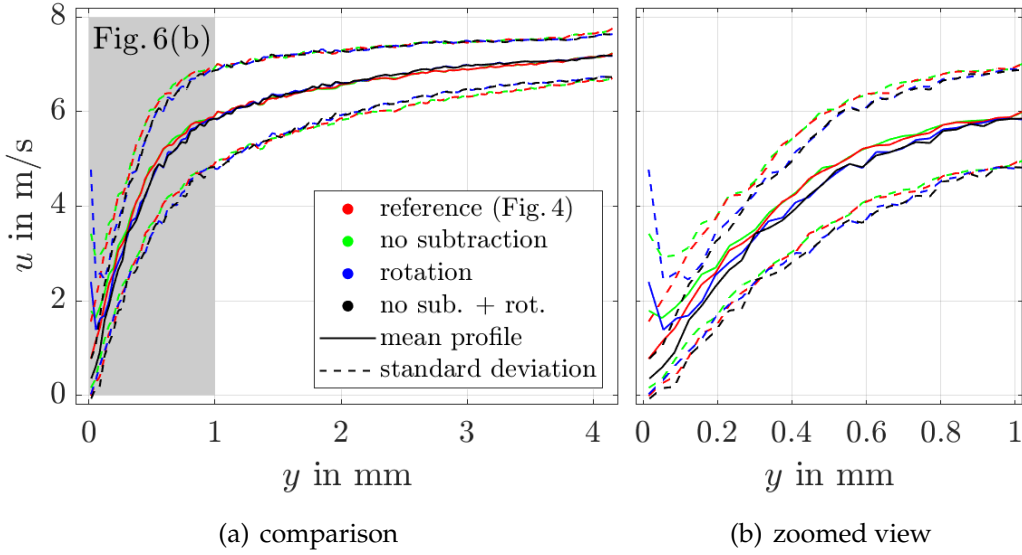 Fig. 6(b)
8
6
4
2
0
u in m/s
reference (Fig. 4)
no subtraction
rotation
no sub. + rot.
mean profile
standard deviation
0 1 2 3 4
y in mm
0 0.2 0.4 0.6 0.8 1
y in mm
(a) comparison
(b) zoomed view